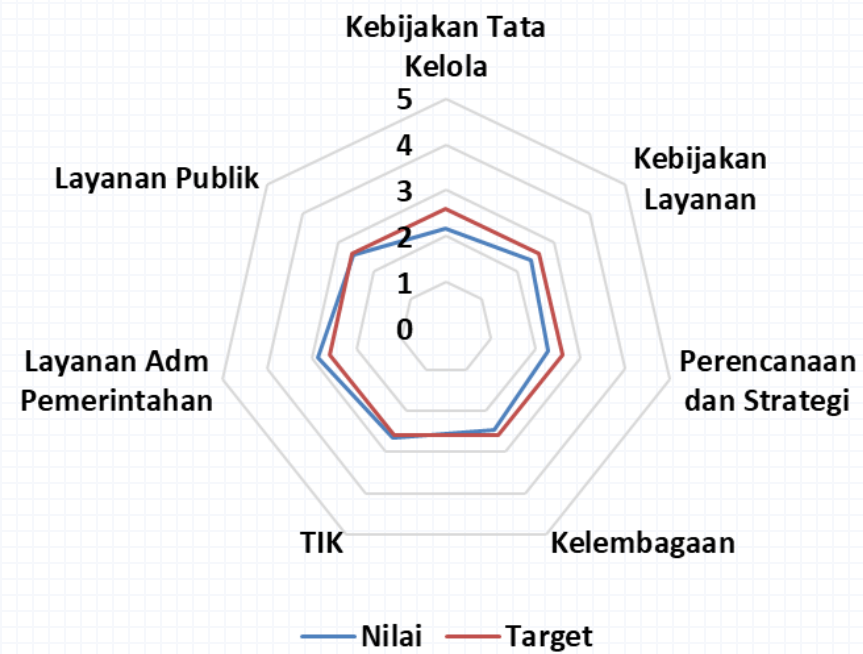 Kebijakan Tata
Kelola
5
4
3
2
1
0
Kebijakan
Layanan
Perencanaan
dan Strategi
Kelembagaan
TIK
Layanan Adm
Pemerintahan
Layanan Publik
Nilai
Target